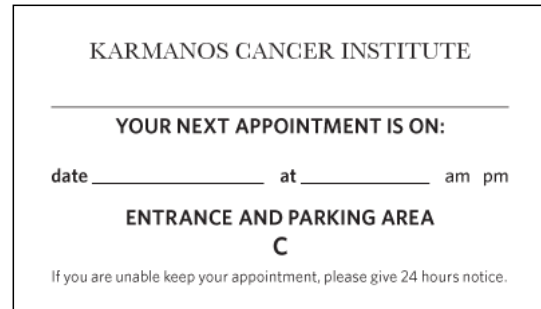 KARMANOS CANCER INSTITUTE
YOUR NEXT APPOINTMENT IS ON:
date at am pm
ENTRANCE AND PARKING AREA
C
If you are unable keep your appointment, please give 24 hours notice.